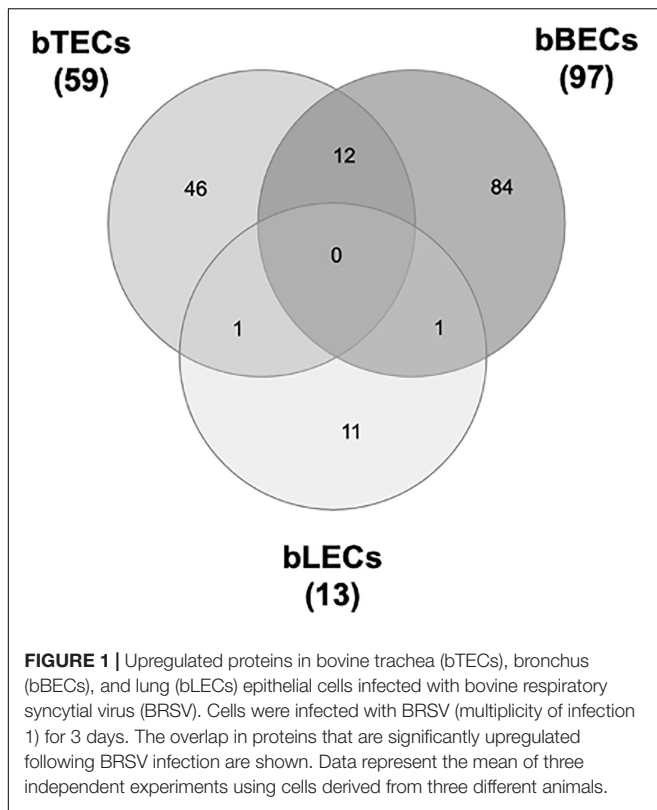 bTECs
(59)
bBECs
(97)
46
12
84
0
1
1
11
bLECs
(13)
FIGURE 1 | Upregulated proteins in bovine trachea (bTECs), bronchus
(bBECs), and lung (bLECs) epithelial cells infected with bovine respiratory
syncytial virus (BRSV). Cells were infected with BRSV (multiplicity of infection
1) for 3 days. The overlap in proteins that are significantly upregulated
following BRSV infection are shown. Data represent the mean of three
independent experiments using cells derived from three different animals.